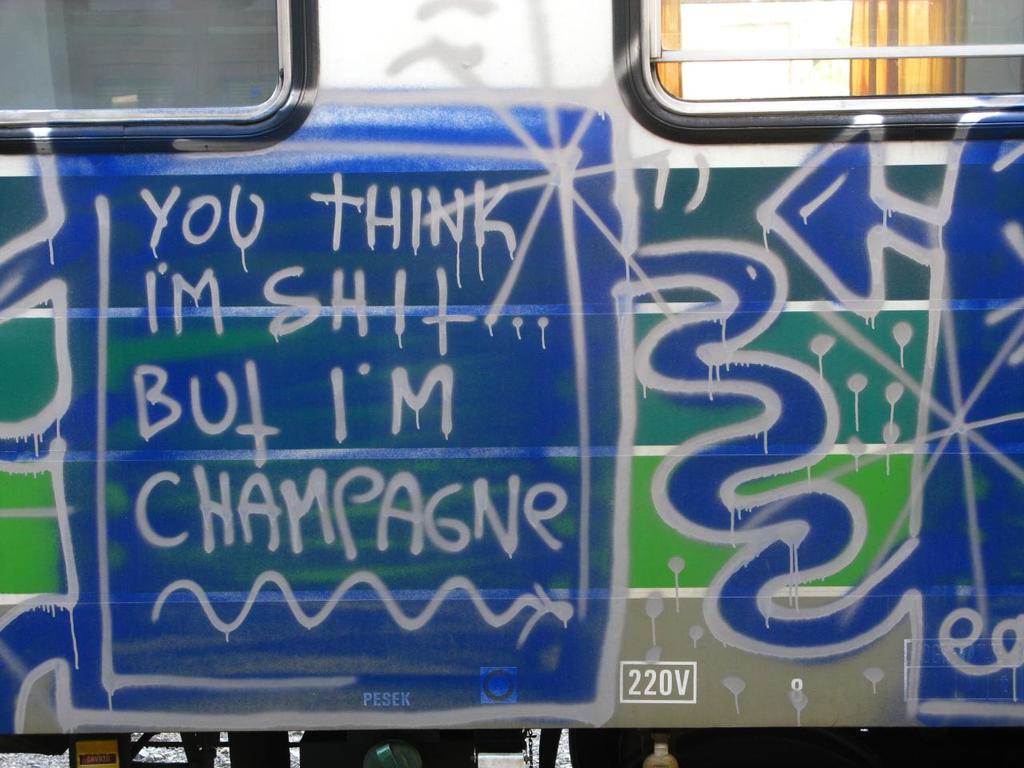 YOU THINK
I'M SHIT...
BUT I'M
CHAMPAGNE
PESEK
220V